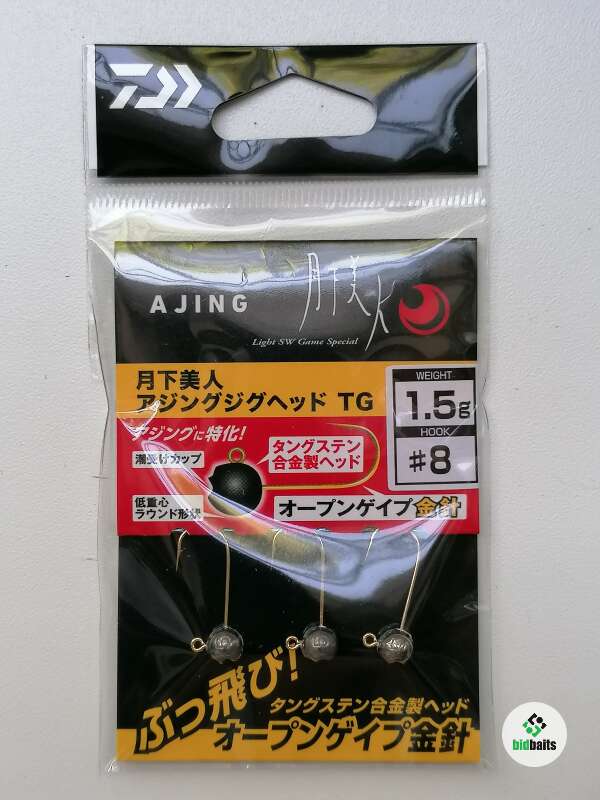 AJING
月下美人
Light SW Game Special
月下美人
アジングジグヘッド TG
WEIGHT
1.5g
HOOK
#8
アジングに特化!
潮受けカップ
タングステン
合金製ヘッド
低重心
ラウンド形状
オープンゲイプ金針
ぶっ飛び!
タングステン合金製ヘッド
オープンゲイプ金針
bidbaits